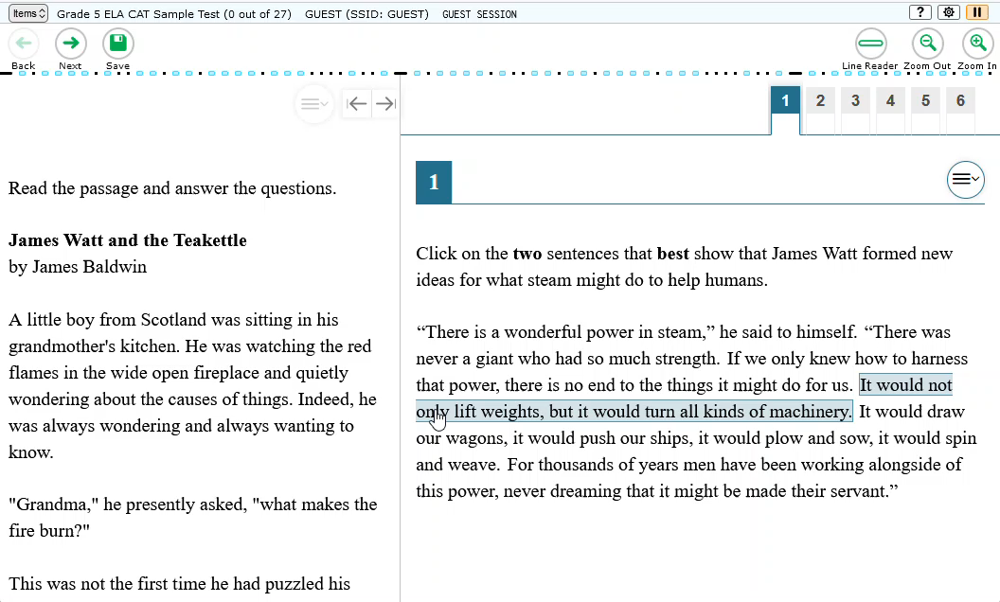 Items Grade 5 ELA CAT Sample Test (0 out of 27) GUEST (SSID: GUEST) GUEST SESSION ?
Back Next Save Line Reader Zoom Out Zoom In
1 2 3 4 5 6
Read the passage and answer the questions.
James Watt and the Teakettle
by James Baldwin
A little boy from Scotland was sitting in his
grandmother's kitchen. He was watching the red
flames in the wide open fireplace and quietly
wondering about the causes of things. Indeed, he
was always wondering and always wanting to
know.
"Grandma," he presently asked, "what makes the
fire burn?"
This was not the first time he had puzzled his
1
Click on the two sentences that best show that James Watt formed new
ideas for what steam might do to help humans.
“There is a wonderful power in steam,” he said to himself. “There was
never a giant who had so much strength. If we only knew how to harness
that power, there is no end to the things it might do for us. It would not
only lift weights, but it would turn all kinds of machinery. It would draw
our wagons, it would push our ships, it would plow and sow, it would spin
and weave. For thousands of years men have been working alongside of
this power, never dreaming that it might be made their servant.”